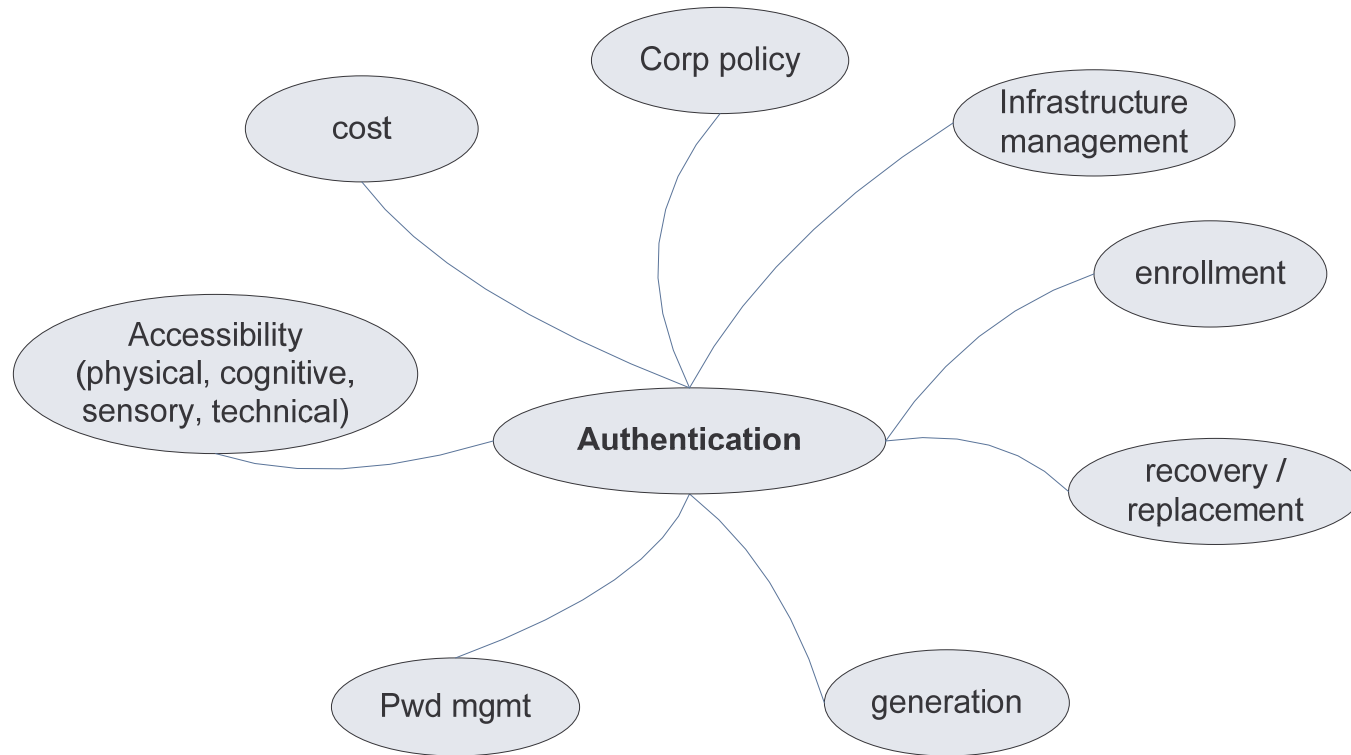 Corp policy
cost
Infrastructure
management
enrollment
Accessibility
(physical, cognitive,
sensory, technical)
Authentication
recovery /
replacement
Pwd mgmt
generation